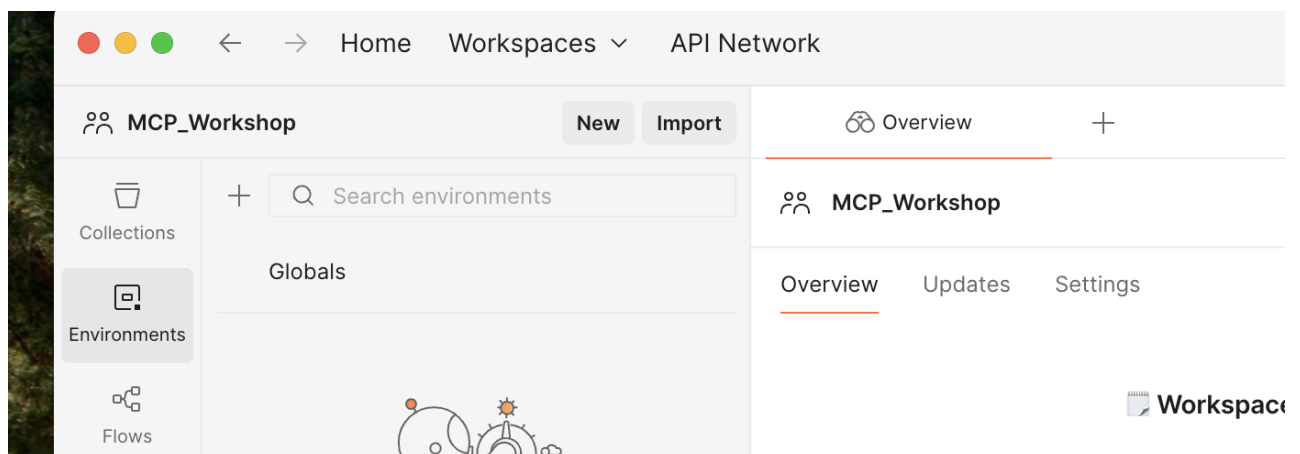 Home Workspaces API Network
MCP_Workshop New Import
Overview
Collections
Search environments
MCP_Workshop
Globals
Overview Updates Settings
Environments
Workspace
Flows